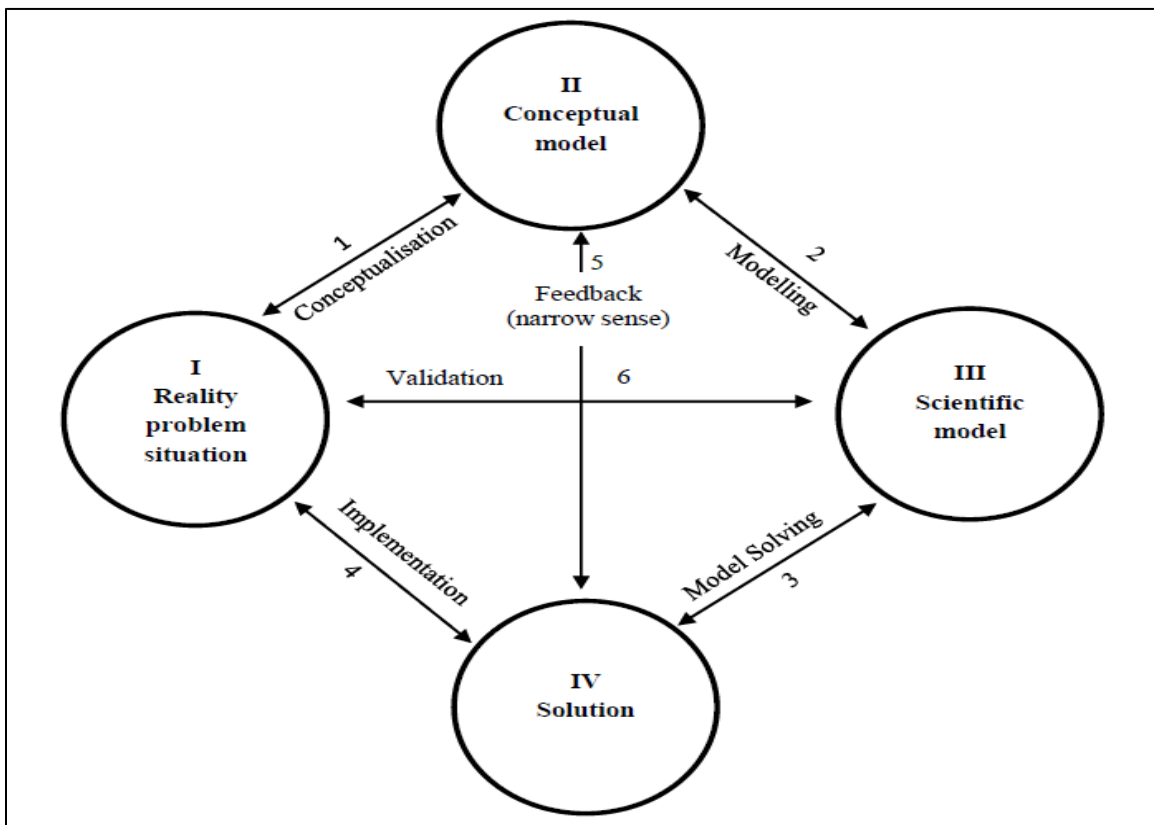 II
Conceptual
model
1
Conceptualisation
2
Modelling
5
Feedback
(narrow sense)
I
Reality
problem
situation
Validation
6
III
Scientific
model
Implementation
4
Model Solving
3
IV
Solution